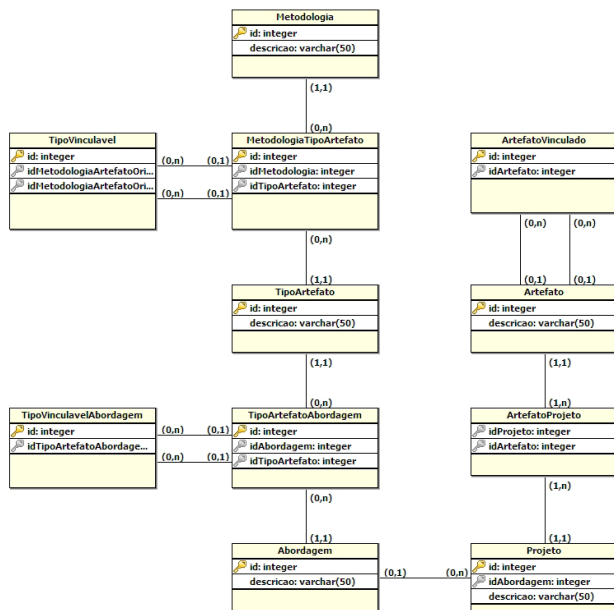 Metodologia
id: integer
descricao: varchar(50)
(1,1)
(0,n)
TipoVinculavel
id: integer
idMetodologiaArtefatoOri...
idMetodologiaArtefatoOri...
(0,n)
(0,1)
(0,n)
(0,1)
MetodologiaTipoArtefato
id: integer
idMetodologia: integer
idTipoArtefato: integer
ArtefatoVinculado
id: integer
idArtefato: integer
(0,n)
(1,1)
(0,n)
(0,n)
(0,1)
(0,1)
TipoArtefato
id: integer
descricao: varchar(50)
Artefato
id: integer
descricao: varchar(50)
(1,1)
(0,n)
(1,1)
(1,n)
TipoVinculavelAbordagem
id: integer
idTipoArtefatoAbordage...
(0,n)
(0,1)
(0,n)
(0,1)
TipoArtefatoAbordagem
id: integer
idAbordagem: integer
idTipoArtefato: integer
ArtefatoProjeto
idProjeto: integer
idArtefato: integer
(0,n)
(1,1)
(1,n)
(1,1)
Abordagem
id: integer
descricao: varchar(50)
(0,1)
(0,n)
Projeto
id: integer
idAbordagem: integer
descricao: varchar(50)